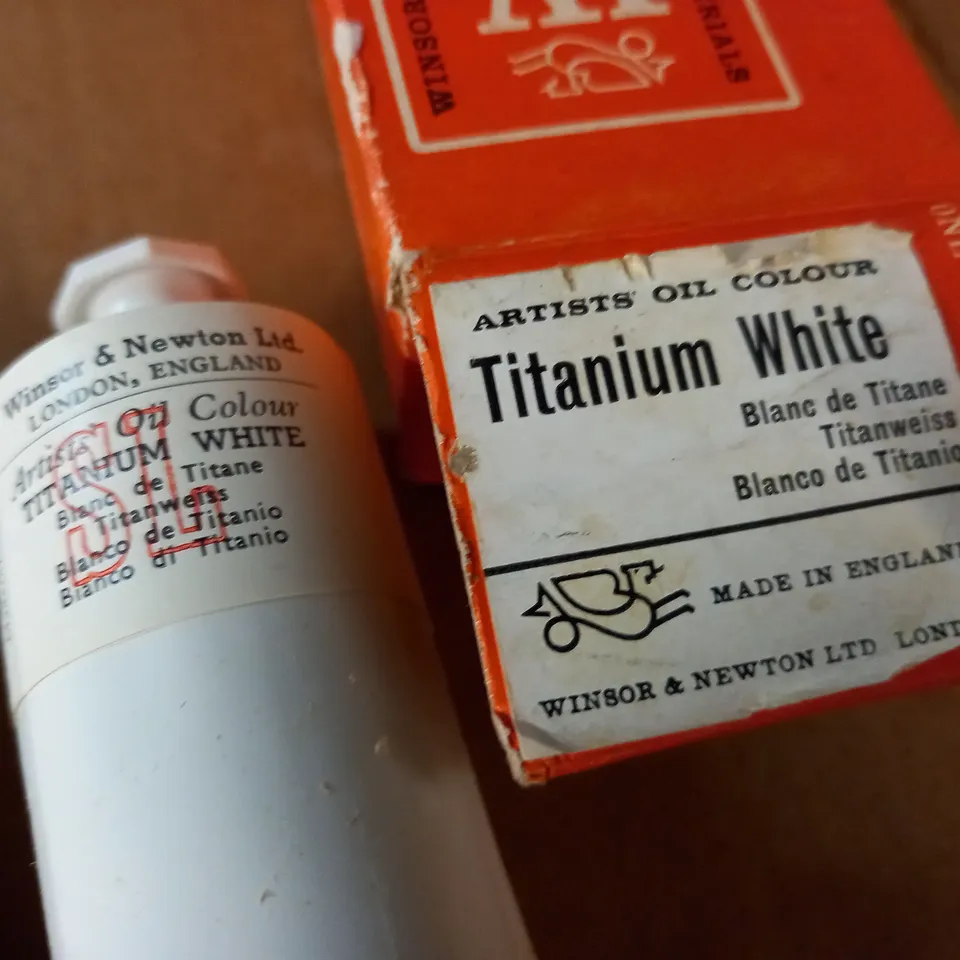 Winsor & Newton Ltd.
LONDON, ENGLAND
Artists' Oil Colour
TITANIUM WHITE
Blanc de Titane
Titanweiss
Blanco de Titanio
Bianco di Titanio
SL
WINSOR
ARTISTS' OIL COLOUR
Titanium White
Blanc de Titane
Titanweiss
Blanco de Titanio
MADE IN ENGLAND
WINSOR & NEWTON LTD